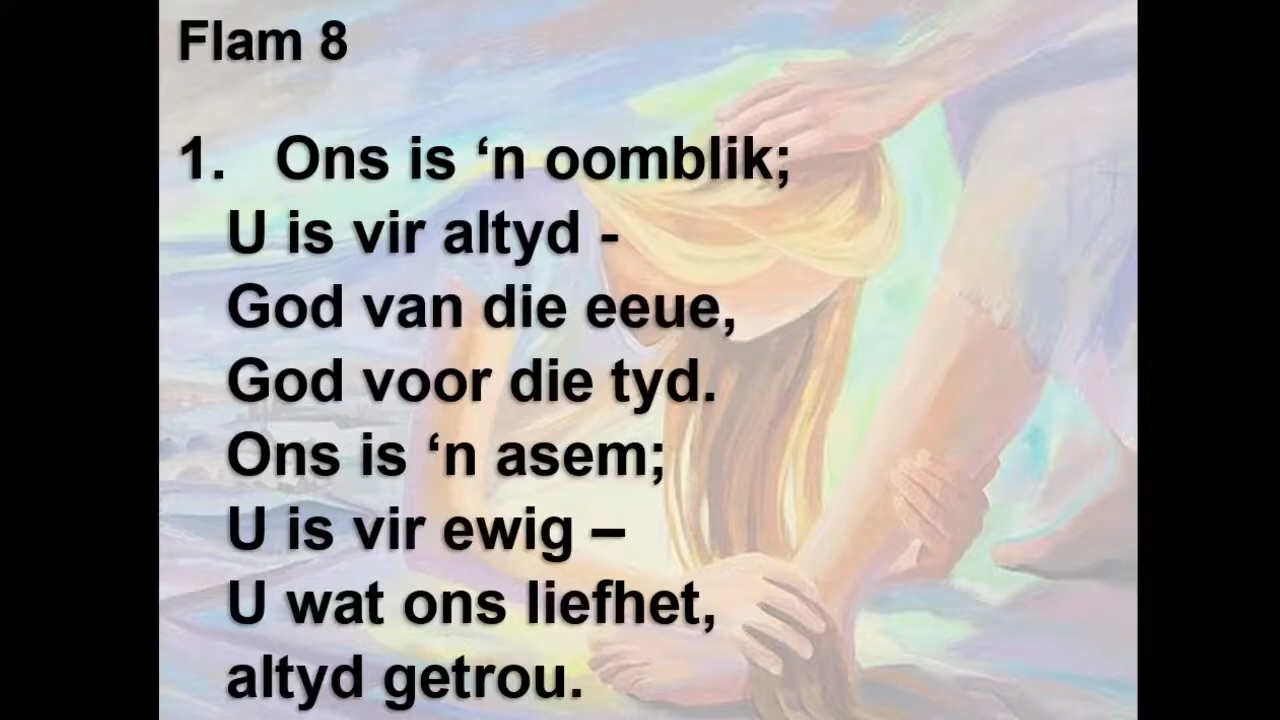 Flam 8
1. Ons is ‘n oomblik;
U is vir altyd -
God van die eeue,
God voor die tyd.
Ons is ‘n asem;
U is vir ewig –
U wat ons liefhet,
altyd getrou.